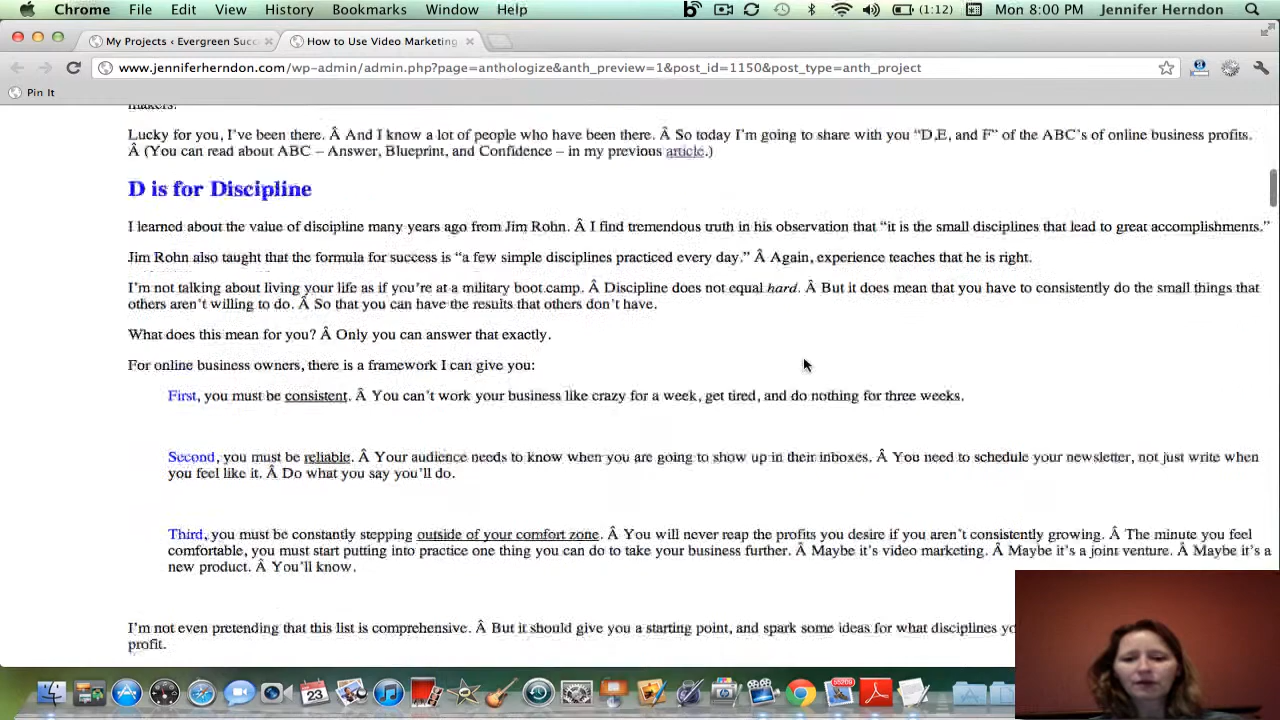 Chrome File Edit View History Bookmarks Window Help (1:12) Mon 8:00 PM Jennifer Herndon
My Projects ‹ Evergreen Succ × How to Use Video Marketing ×
www.jenniferherndon.com/wp-admin/admin.php?page=anthologize&anth_preview=1&post_id=1150&post_type=anth_project
Pin It
makers.
Lucky for you, I've been there. Â And I know a lot of people who have been there. Â So today I'm going to share with you “D,E, and F” of the ABC's of online business profits.
Â (You can read about ABC – Answer, Blueprint, and Confidence – in my previous article.)
D is for Discipline
I learned about the value of discipline many years ago from Jim Rohn. Â I find tremendous truth in his observation that “it is the small disciplines that lead to great accomplishments.”
Jim Rohn also taught that the formula for success is “a few simple disciplines practiced every day.” Â Again, experience teaches that he is right.
I'm not talking about living your life as if you're at a military boot camp. Â Discipline does not equal hard. Â But it does mean that you have to consistently do the small things that
others aren't willing to do. Â So that you can have the results that others don't have.
What does this mean for you? Â Only you can answer that exactly.
For online business owners, there is a framework I can give you:
First, you must be consistent. Â You can't work your business like crazy for a week, get tired, and do nothing for three weeks.
Second, you must be reliable. Â Your audience needs to know when you are going to show up in their inboxes. Â You need to schedule your newsletter, not just write when
you feel like it. Â Do what you say you'll do.
Third, you must be constantly stepping outside of your comfort zone. Â You will never reap the profits you desire if you aren't consistently growing. Â The minute you feel
comfortable, you must start putting into practice one thing you can do to take your business further. Â Maybe it's video marketing. Â Maybe it's a joint venture. Â Maybe it's a
new product. Â You'll know.
I'm not even pretending that this list is comprehensive. Â But it should give you a starting point, and spark some ideas for what disciplines
profit.
23